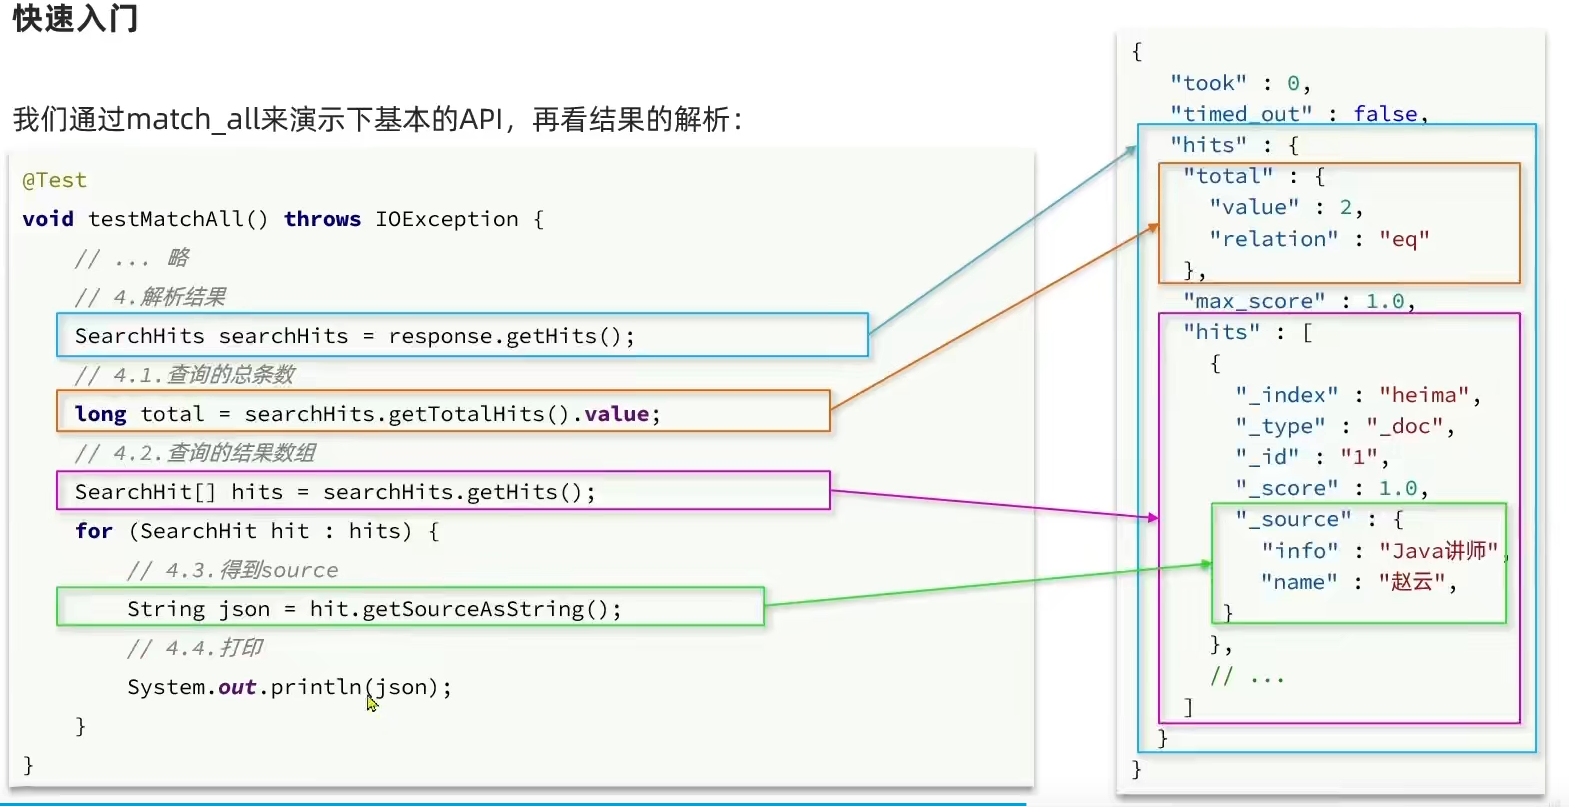 快速入门
我们通过match_all来演示下基本的API，再看结果的解析：
@Test
void testMatchAll() throws IOException {
// ... 略
// 4.解析结果
SearchHits searchHits = response.getHits();
// 4.1.查询的总条数
long total = searchHits.getTotalHits().value;
// 4.2.查询的结果数组
SearchHit[] hits = searchHits.getHits();
for (SearchHit hit : hits) {
// 4.3.得到source
String json = hit.getSourceAsString();
// 4.4.打印
System.out.println(json);
}
}
{
"took" : 0,
"timed_out" : false,
"hits" : {
"total" : {
"value" : 2,
"relation" : "eq"
},
"max_score" : 1.0,
"hits" : [
{
"_index" : "heima",
"_type" : "_doc",
"_id" : "1",
"_score" : 1.0,
"_source" : {
"info" : "Java讲师",
"name" : "赵云",
}
},
// ...
]
}
}